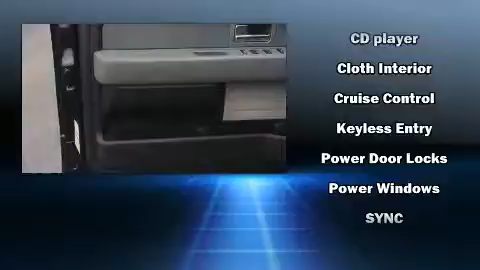 CD player
Cloth Interior
Cruise Control
Keyless Entry
Power Door Locks
Power Windows
SYNC